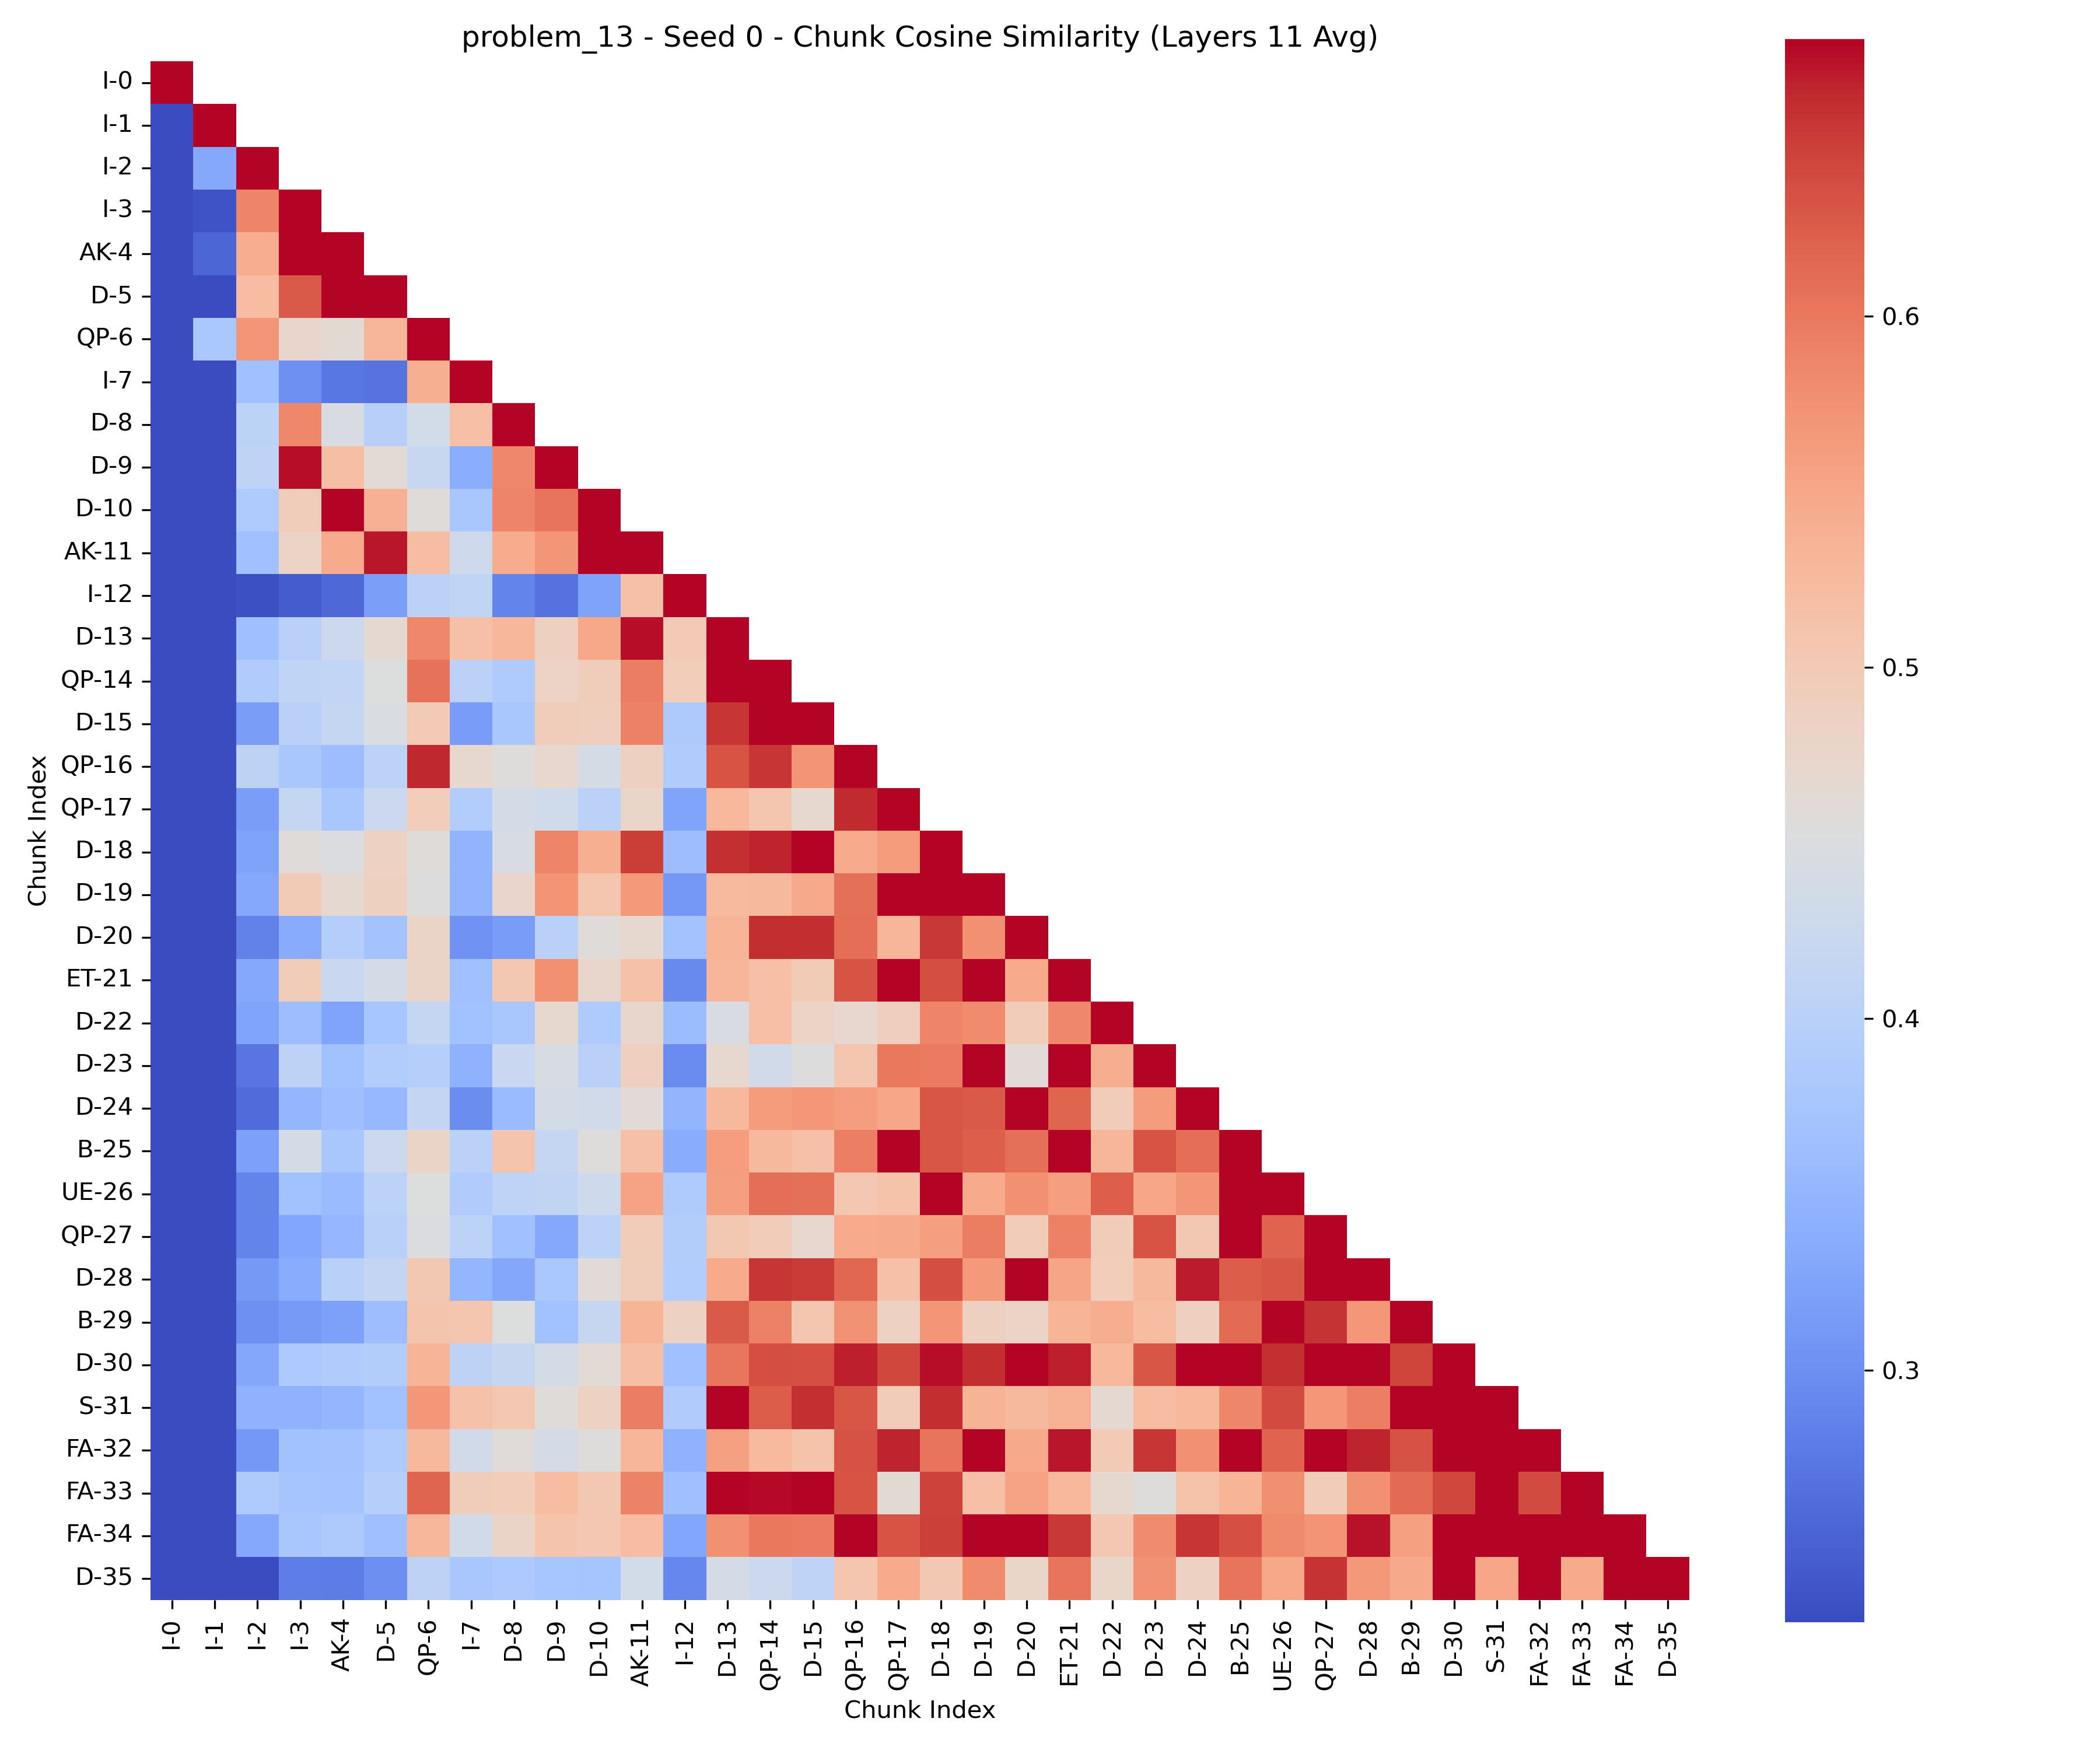 problem_13 - Seed 0 - Chunk Cosine Similarity (Layers 11 Avg)
I-0
I-1
I-2
I-3
AK-4
D-5
QP-6
I-7
D-8
D-9
D-10
AK-11
I-12
D-13
QP-14
D-15
QP-16
QP-17
D-18
D-19
D-20
ET-21
D-22
D-23
D-24
B-25
UE-26
QP-27
D-28
B-29
D-30
S-31
FA-32
FA-33
FA-34
D-35
Chunk Index
I-0
I-1
I-2
I-3
AK-4
D-5
QP-6
I-7
D-8
D-9
D-10
AK-11
I-12
D-13
QP-14
D-15
QP-16
QP-17
D-18
D-19
D-20
ET-21
D-22
D-23
D-24
B-25
UE-26
QP-27
D-28
B-29
D-30
S-31
FA-32
FA-33
FA-34
D-35
Chunk Index
0.6
0.5
0.4
0.3